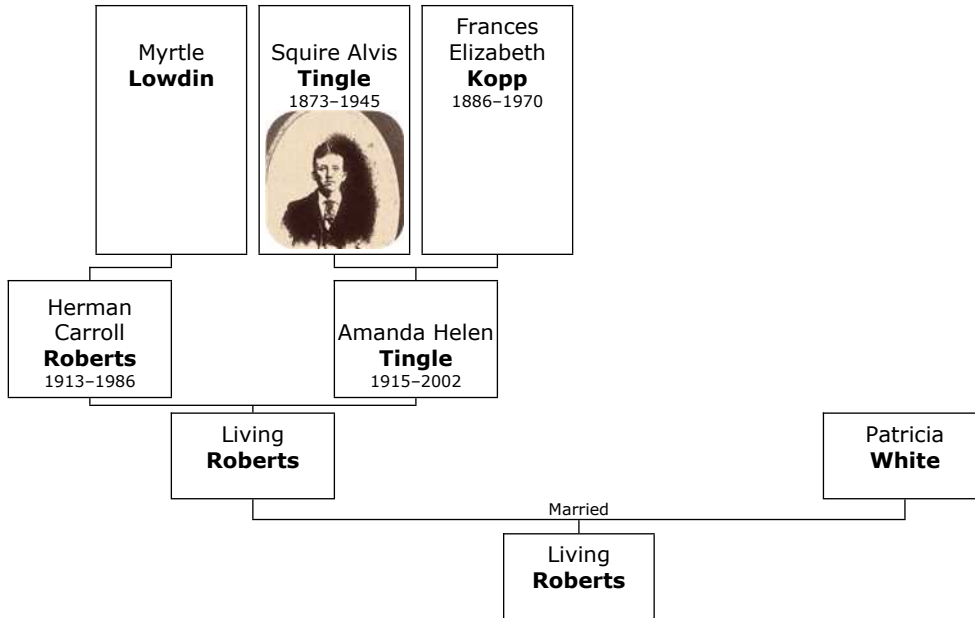 Myrtle
Lowdin
Squire Alvis
Tingle
1873–1945
Frances
Elizabeth
Kopp
1886–1970
Herman
Carroll
Roberts
1913–1986
Amanda Helen
Tingle
1915–2002
Living
Roberts
Patricia
White
Married
Living
Roberts